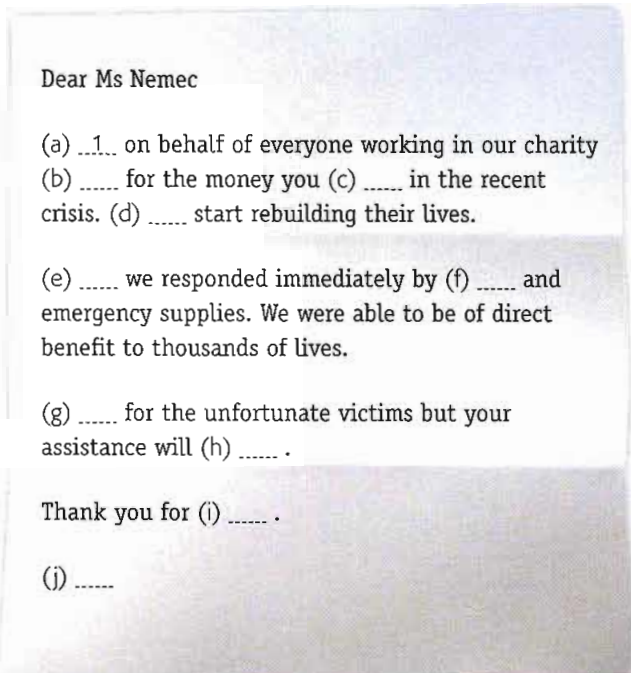 Dear Ms Nemec
(a) ..1.. on behalf of everyone working in our charity
(b) ...... for the money you (c) ...... in the recent
crisis. (d) ...... start rebuilding their lives.
(e) ...... we responded immediately by (f) ...... and
emergency supplies. We were able to be of direct
benefit to thousands of lives.
(g) ...... for the unfortunate victims but your
assistance will (h) ...... .
Thank you for (i) ...... .
(j) ......